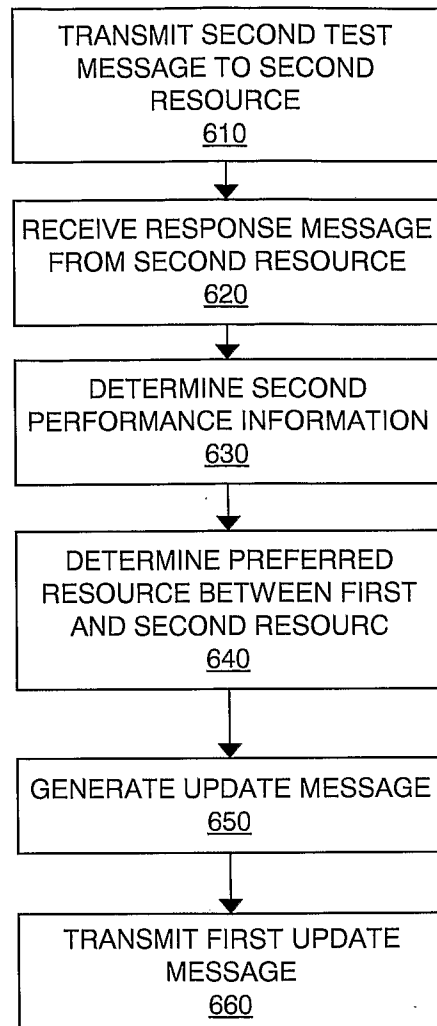 TRANSMIT SECOND TEST
MESSAGE TO SECOND
RESOURCE
610
RECEIVE RESPONSE MESSAGE
FROM SECOND RESOURCE
620
DETERMINE SECOND
PERFORMANCE INFORMATION
630
DETERMINE PREFERRED
RESOURCE BETWEEN FIRST
AND SECOND RESOURC
640
GENERATE UPDATE MESSAGE
650
TRANSMIT FIRST UPDATE
MESSAGE
660